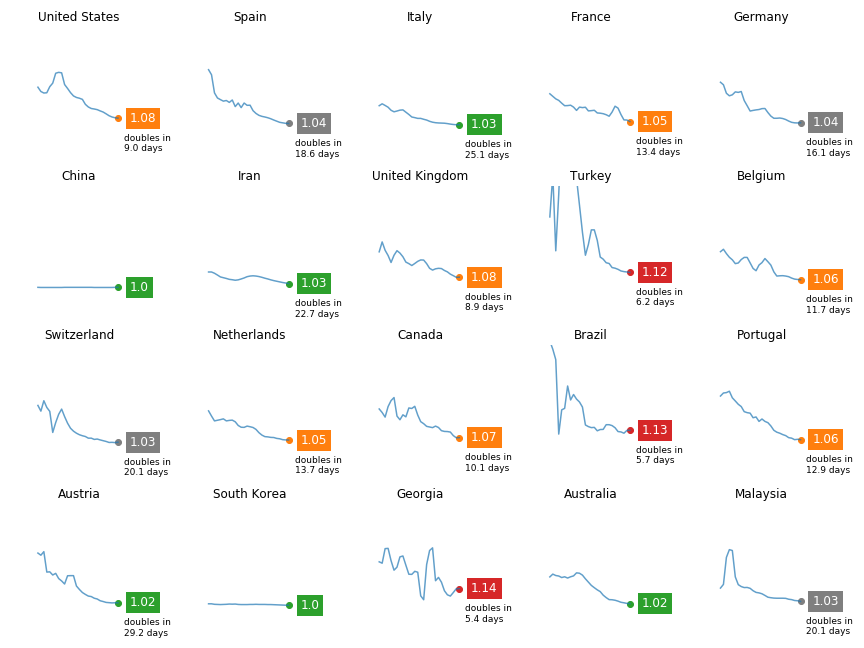 United States
Spain
Italy
France
Germany
1.08
doubles in
9.0 days
1.04
doubles in
18.6 days
1.03
doubles in
25.1 days
1.05
doubles in
13.4 days
1.04
doubles in
16.1 days
China
Iran
United Kingdom
Turkey
Belgium
1.0
1.03
doubles in
22.7 days
1.08
doubles in
8.9 days
1.12
doubles in
6.2 days
1.06
doubles in
11.7 days
Switzerland
Netherlands
Canada
Brazil
Portugal
1.03
doubles in
20.1 days
1.05
doubles in
13.7 days
1.07
doubles in
10.1 days
1.13
doubles in
5.7 days
1.06
doubles in
12.9 days
Austria
South Korea
Georgia
Australia
Malaysia
1.02
doubles in
29.2 days
1.0
1.14
doubles in
5.4 days
1.02
1.03
doubles in
20.1 days